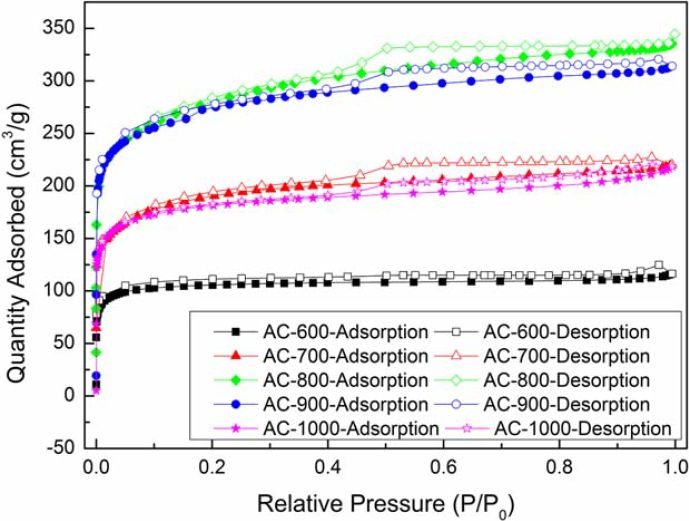 Quantity Adsorbed (cm³/g)
350
300
250
200
150
100
50
0
-50
AC-600-Adsorption AC-600-Desorption
AC-700-Adsorption AC-700-Desorption
AC-800-Adsorption AC-800-Desorption
AC-900-Adsorption AC-900-Desorption
AC-1000-Adsorption AC-1000-Desorption
0.0 0.2 0.4 0.6 0.8 1.0
Relative Pressure (P/P₀)